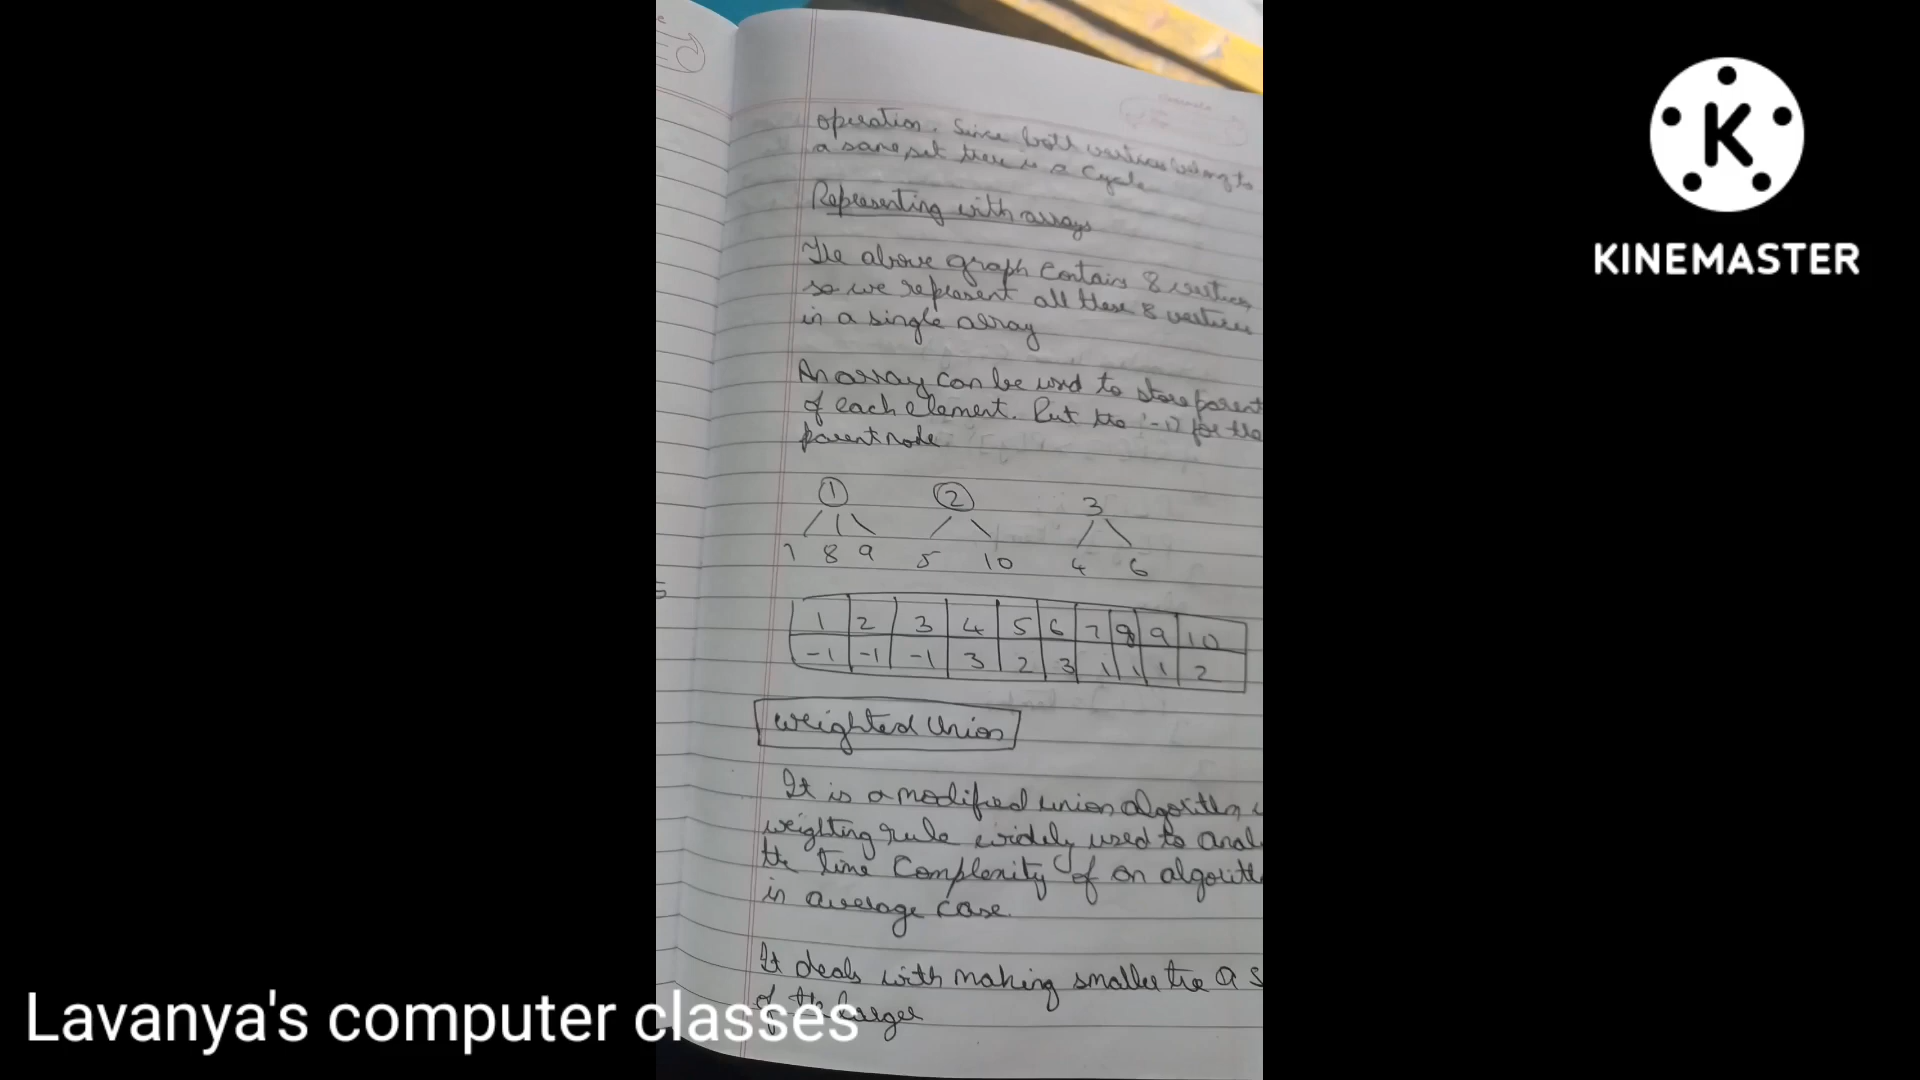 operation. Since both vertices belong to
a same set there is a cycle
Representing with arrays
The above graph contains 8 vertices,
so we represent all these 8 vertices
in a single array
An array can be used to store parent
of each element. Put the '-1' for the
parent node
1 2 3
7 8 9 5 10 4 6
1 2 3 4 5 6 7 8 9 10
-1 -1 -1 3 2 3 1 1 1 2
Weighted Union
It is a modified union algorithm
weighting rule widely used to
the time Complexity of an
in average case.
It deals with making smaller tree a
of the larger
Lavanya's computer classes
K
KINEMASTER